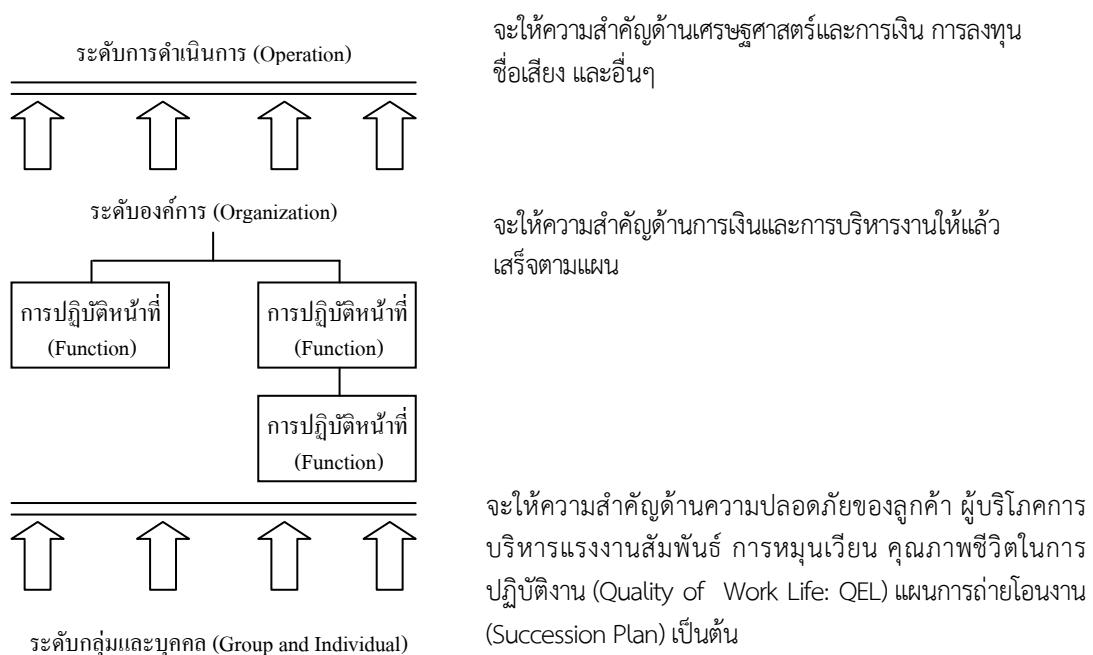 ระดับการดำเนินการ (Operation)
จะให้ความสำคัญด้านเศรษฐศาสตร์และการเงิน การลงทุน
ชื่อเสียง และอื่นๆ
ระดับองค์การ (Organization)
จะให้ความสำคัญด้านการเงินและการบริหารงานให้แล้ว
เสร็จตามแผน
การปฏิบัติหน้าที่
(Function)
การปฏิบัติหน้าที่
(Function)
การปฏิบัติหน้าที่
(Function)
จะให้ความสำคัญด้านความปลอดภัยของลูกค้า ผู้บริโภคการ
บริหารแรงงานสัมพันธ์ การหมุนเวียน คุณภาพชีวิตในการ
ปฏิบัติงาน (Quality of Work Life: QEL) แผนการถ่ายโอนงาน
(Succession Plan) เป็นต้น
ระดับกลุ่มและบุคคล (Group and Individual)